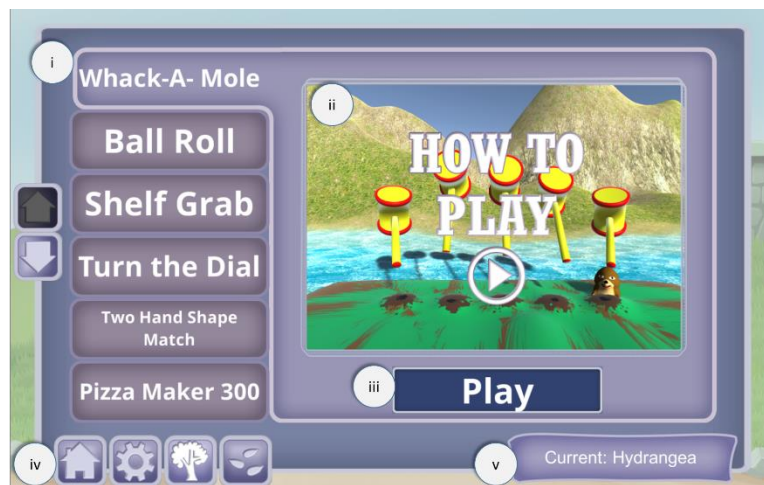 i
Whack-A- Mole
Ball Roll
Shelf Grab
Turn the Dial
Two Hand Shape
Match
Pizza Maker 300
ii
HOW TO
PLAY
iii
Play
iv
v
Current: Hydrangea